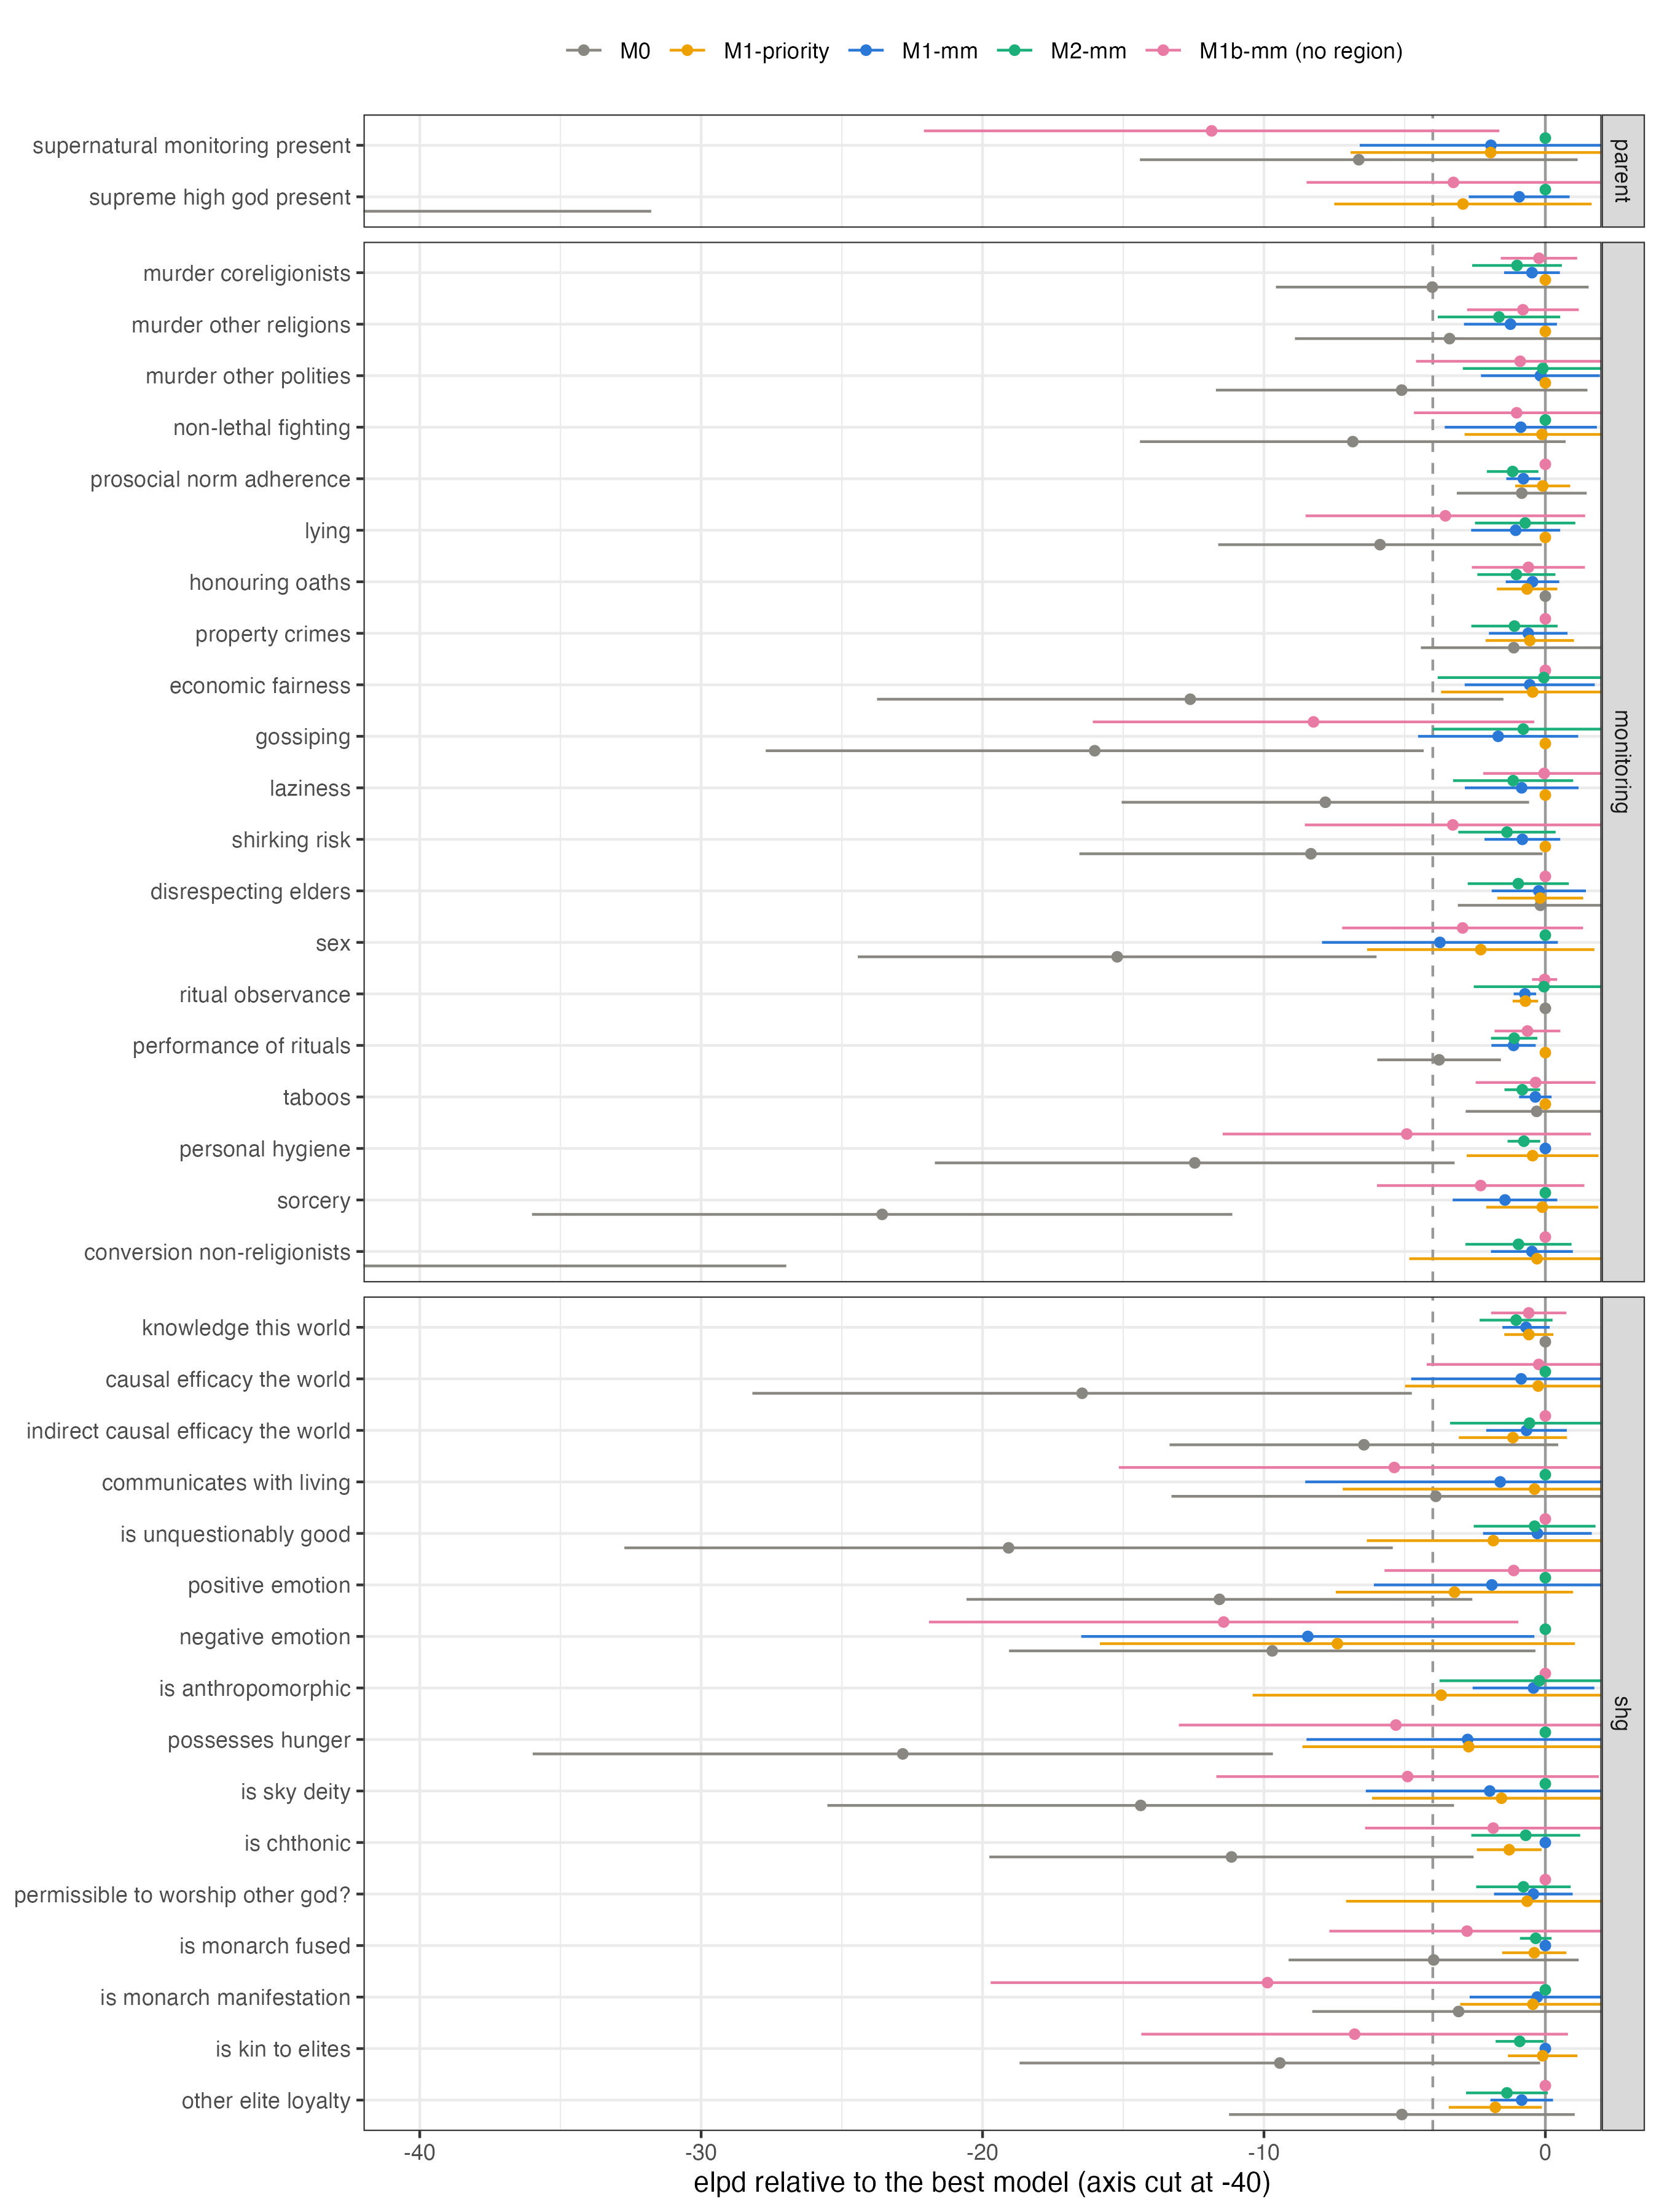 M0 M1-priority M1-mm M2-mm M1b-mm (no region)
parent
supernatural monitoring present
supreme high god present
monitoring
murder coreligionists
murder other religions
murder other polities
non-lethal fighting
prosocial norm adherence
lying
honouring oaths
property crimes
economic fairness
gossiping
laziness
shirking risk
disrespecting elders
sex
ritual observance
performance of rituals
taboos
personal hygiene
sorcery
conversion non-religionists
shg
knowledge this world
causal efficacy the world
indirect causal efficacy the world
communicates with living
is unquestionably good
positive emotion
negative emotion
is anthropomorphic
possesses hunger
is sky deity
is chthonic
permissible to worship other god?
is monarch fused
is monarch manifestation
is kin to elites
other elite loyalty
-40 -30 -20 -10 0
elpd relative to the best model (axis cut at -40)